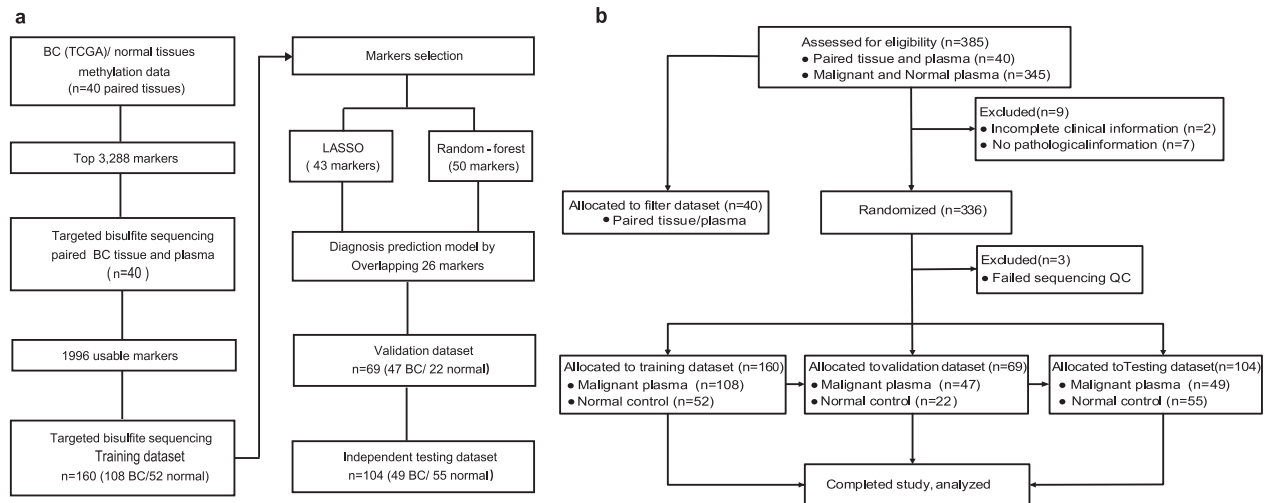 a
BC (TCGA)/ normal tissues
methylation data
(n=40 paired tissues)
Top 3,288 markers
Targeted bisulfite sequencing
paired BC tissue and plasma
(n=40 )
1996 usable markers
Targeted bisulfite sequencing
Training dataset
n=160 (108 BC/52 normal)
Markers selection
LASSO
( 43 markers)
Random - forest
(50 markers)
Diagnosis prediction model by
Overlapping 26 markers
Validation dataset
n=69 (47 BC/ 22 normal)
Independent testing dataset
n=104 (49 BC/ 55 normal)
b
Assessed for eligibility (n=385)
● Paired tissue and plasma (n=40)
● Malignant and Normal plasma (n=345)
Excluded(n=9)
● Incomplete clinical information (n=2)
● No pathologicalinformation (n=7)
Allocated to filter dataset (n=40)
● Paired tissue/plasma
Randomized (n=336)
Excluded(n=3)
● Failed sequencing QC
Allocated to training dataset (n=160)
● Malignant plasma (n=108)
● Normal control (n=52)
Allocated tovalidation dataset (n=69)
● Malignant plasma (n=47)
● Normal control (n=22)
Allocated toTesting dataset(n=104)
● Malignant plasma (n=49)
● Normal control (n=55)
Completed study, analyzed